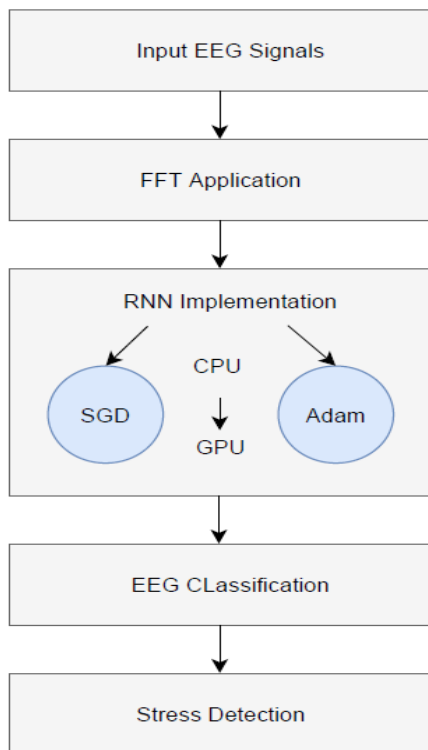 Input EEG Signals
FFT Application
RNN Implementation
CPU
SGD
Adam
GPU
EEG CLassification
Stress Detection